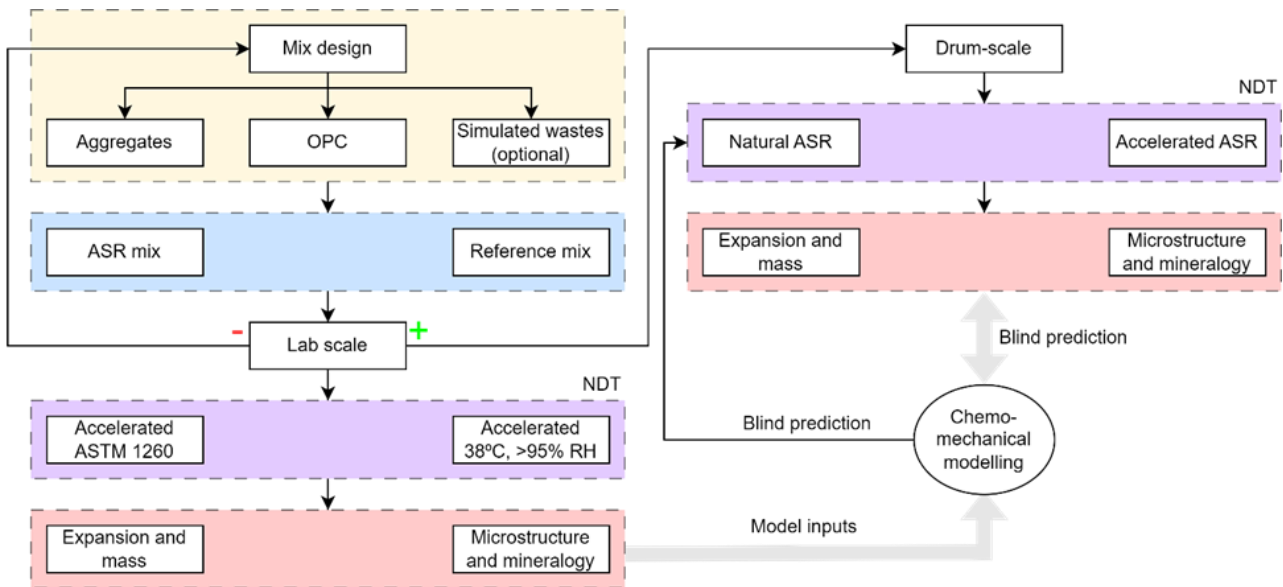 Mix design
Aggregates
OPC
Simulated wastes
(optional)
ASR mix
Reference mix
-
+
Lab scale
NDT
Accelerated
ASTM 1260
Accelerated
38ºC, >95% RH
Expansion and
mass
Microstructure
and mineralogy
Drum-scale
NDT
Natural ASR
Accelerated ASR
Expansion and
mass
Microstructure
and mineralogy
Blind prediction
Blind prediction
Chemo-
mechanical
modelling
Model inputs